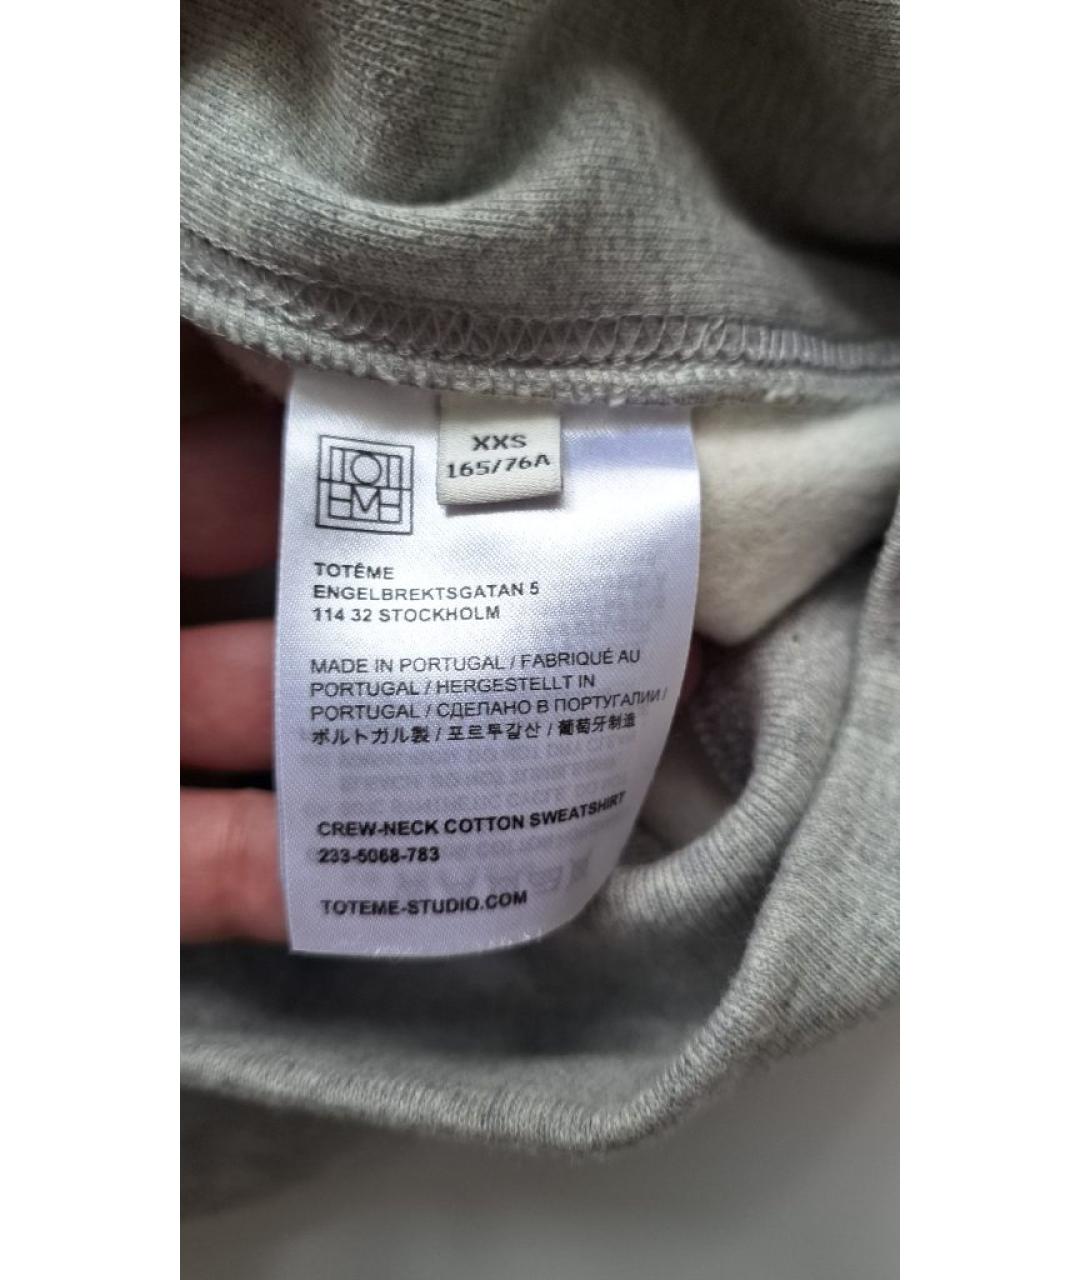 TOTÊME
XXS
165/76A
TOTÊME
ENGELBREKTSGATAN 5
114 32 STOCKHOLM
MADE IN PORTUGAL / FABRIQUÉ AU
PORTUGAL / HERGESTELLT IN
PORTUGAL / СДЕЛАНО В ПОРТУГАЛИИ /
ポルトガル製 / 포르투갈산 / 葡萄牙制造
CREW-NECK COTTON SWEATSHIRT
233-5068-783
TOTEME-STUDIO.COM